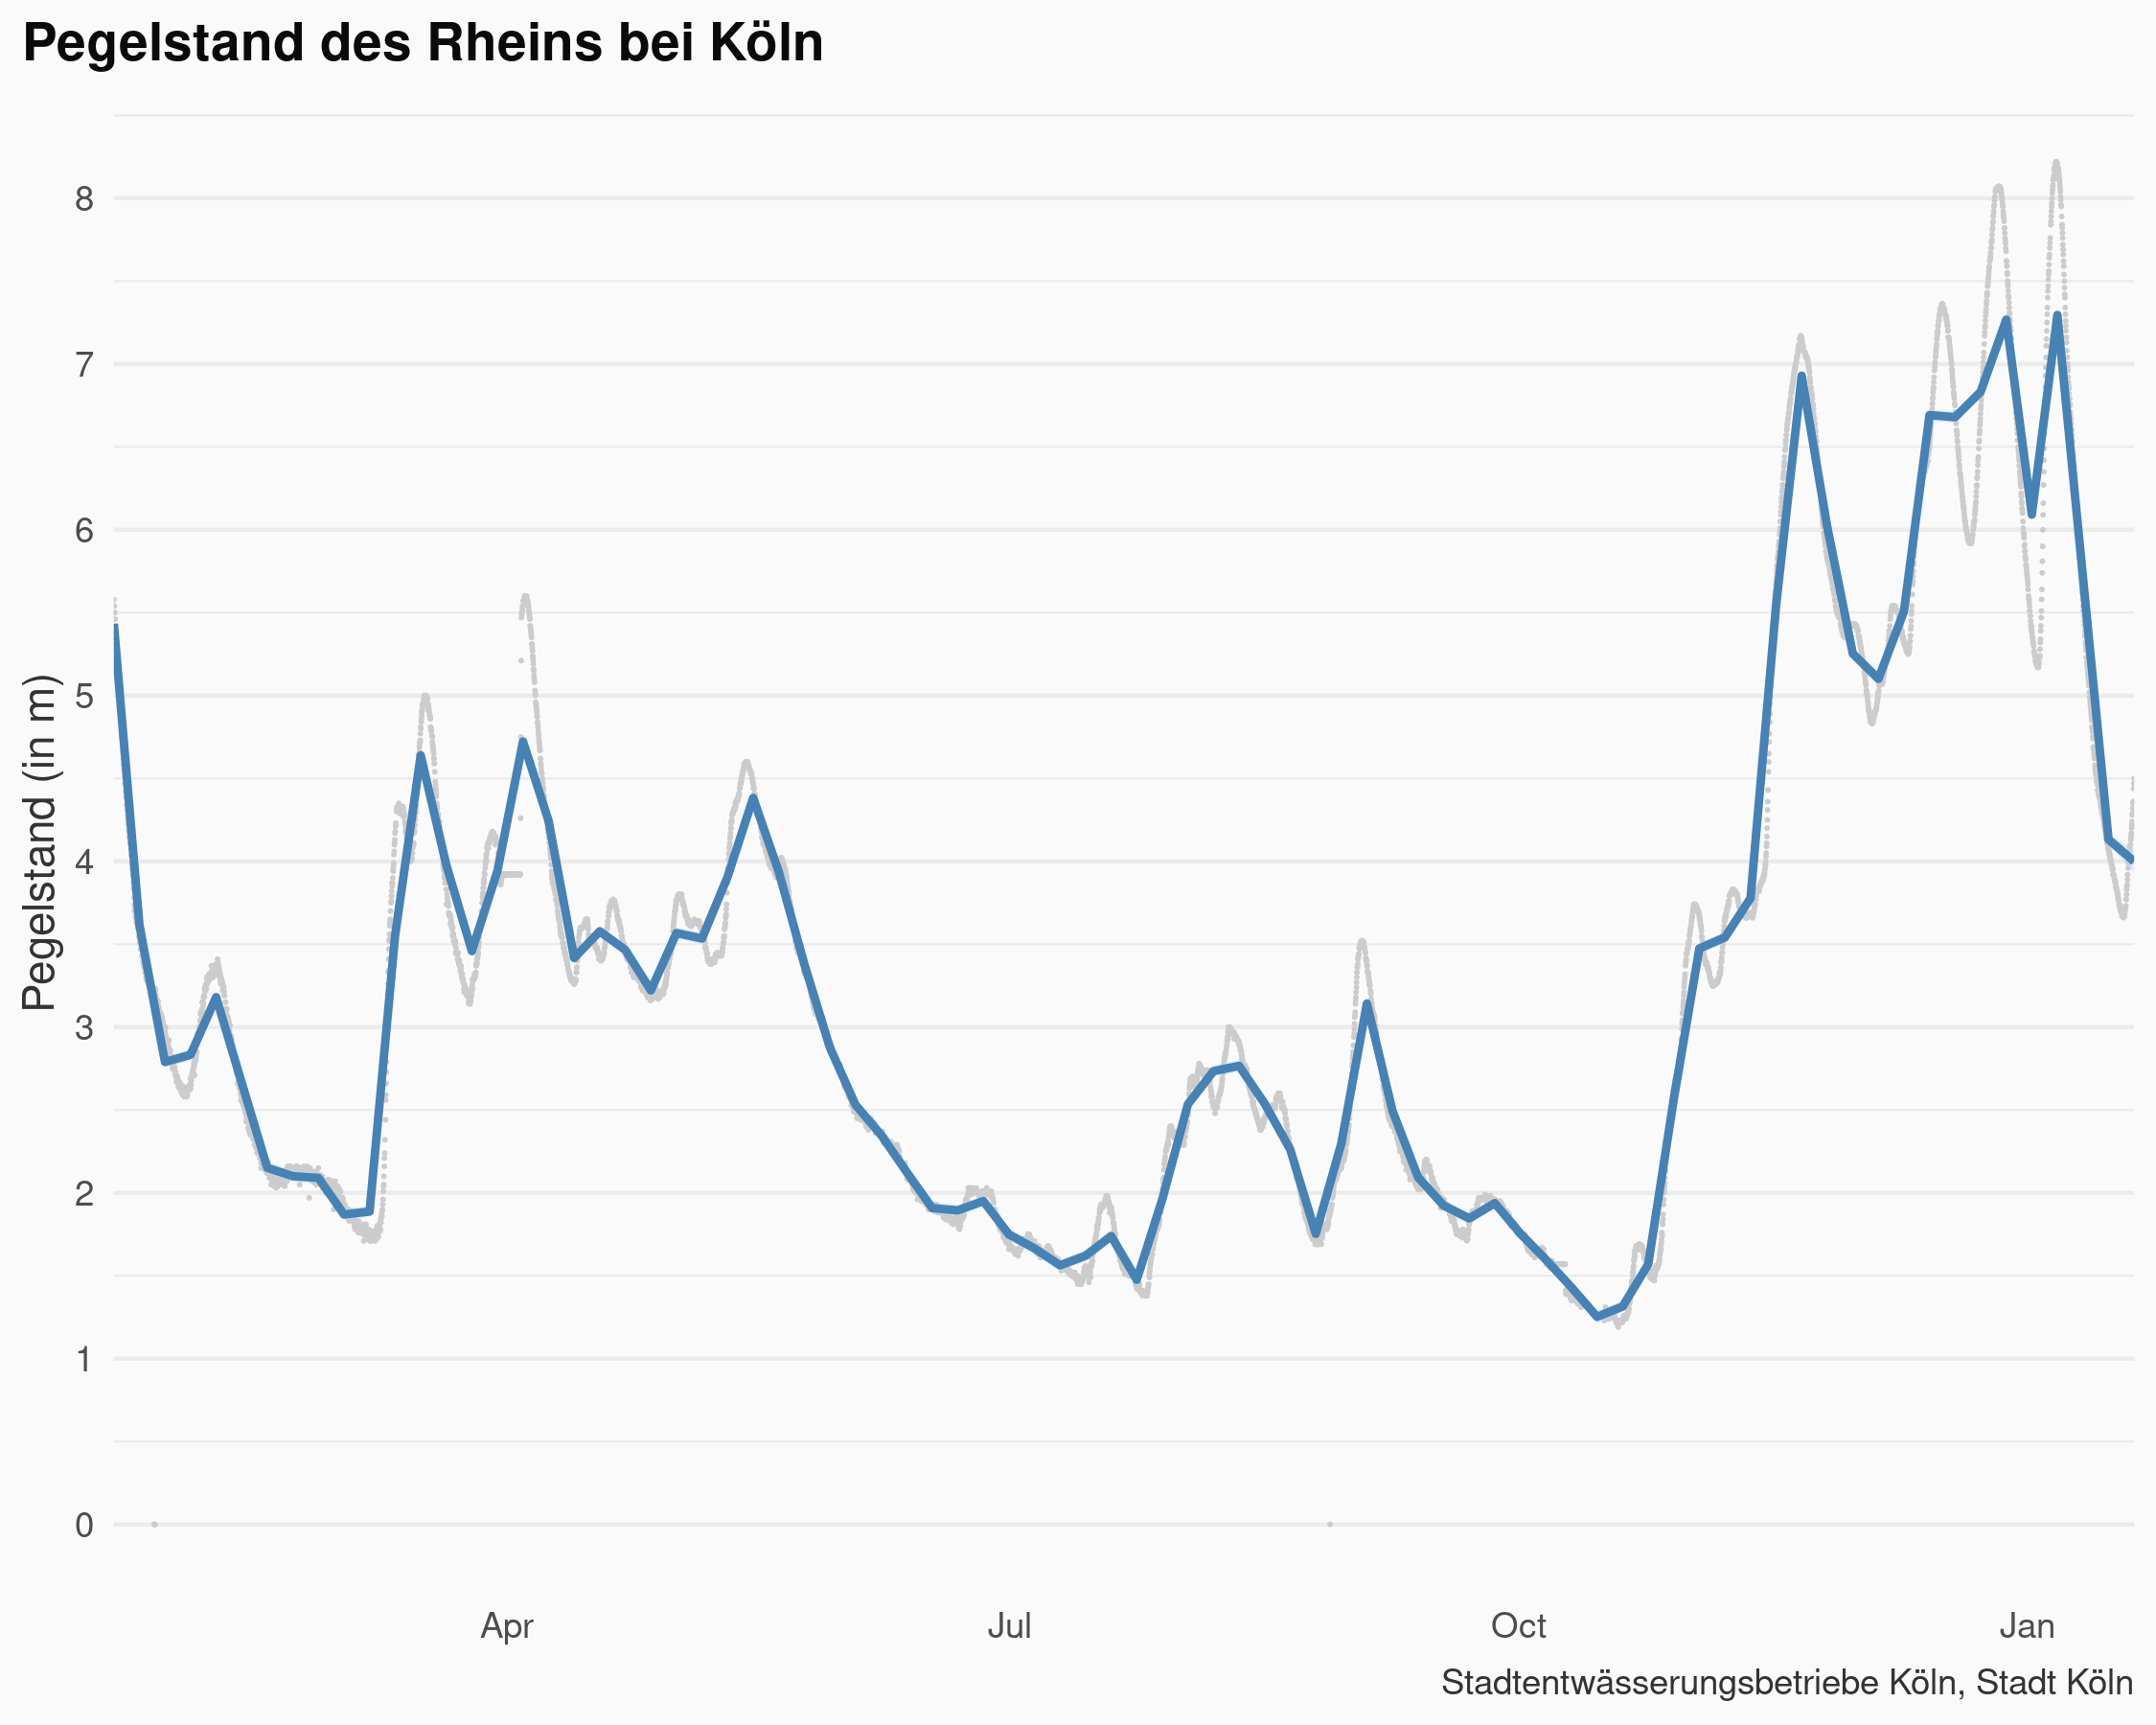 Pegelstand des Rheins bei Köln
Pegelstand (in m)
8
7
6
5
4
3
2
1
0
Apr Jul Oct Jan
Stadtentwässerungsbetriebe Köln, Stadt Köln